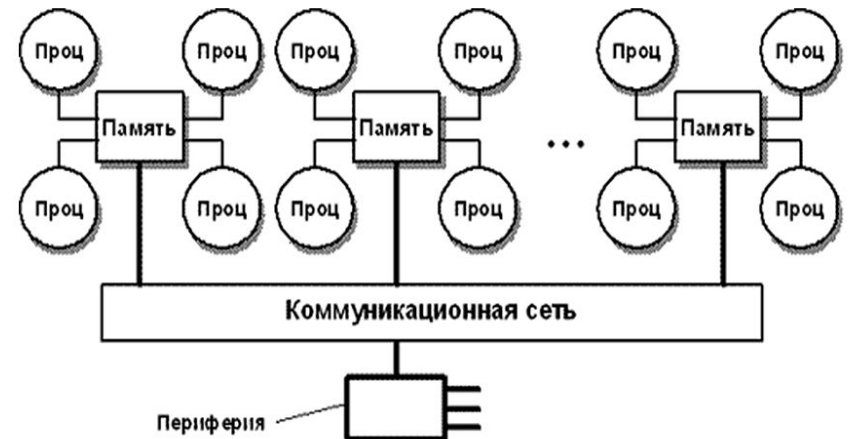 Проц Проц Проц Проц Проц Проц
Память Память ... Память
Проц Проц Проц Проц Проц Проц
Коммуникационная сеть
Периферия